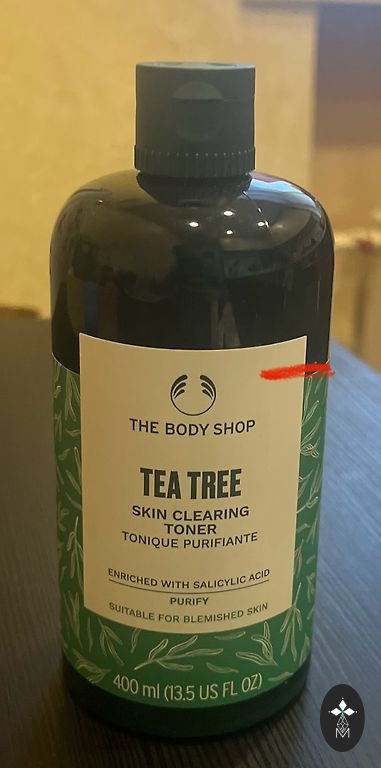 THE BODY SHOP
TEA TREE
SKIN CLEARING
TONER
TONIQUE PURIFIANTE
ENRICHED WITH SALICYLIC ACID
PURIFY
SUITABLE FOR BLEMISHED SKIN
400 ml (13.5 US FL OZ)
M